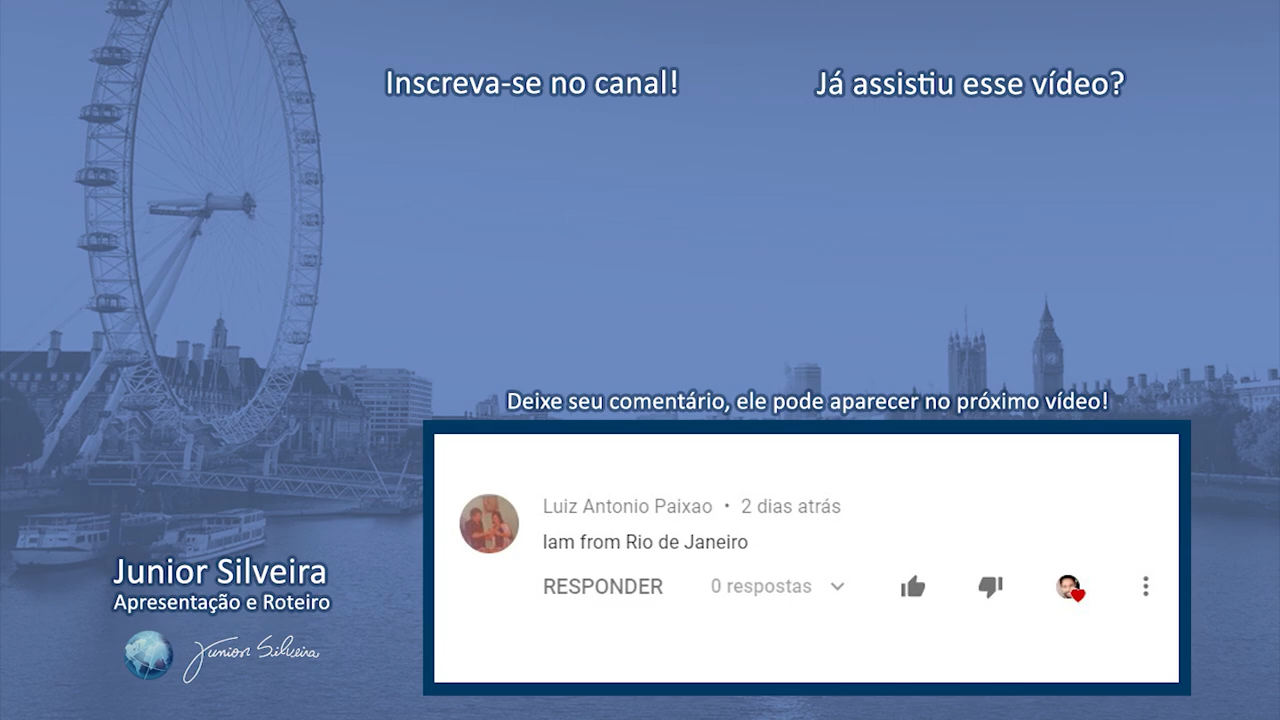 Inscreva-se no canal!
Já assistiu esse vídeo?
Deixe seu comentário, ele pode aparecer no próximo vídeo!
Luiz Antonio Paixao • 2 dias atrás
Iam from Rio de Janeiro
RESPONDER 0 respostas
Junior Silveira
Apresentação e Roteiro
Junior Silveira